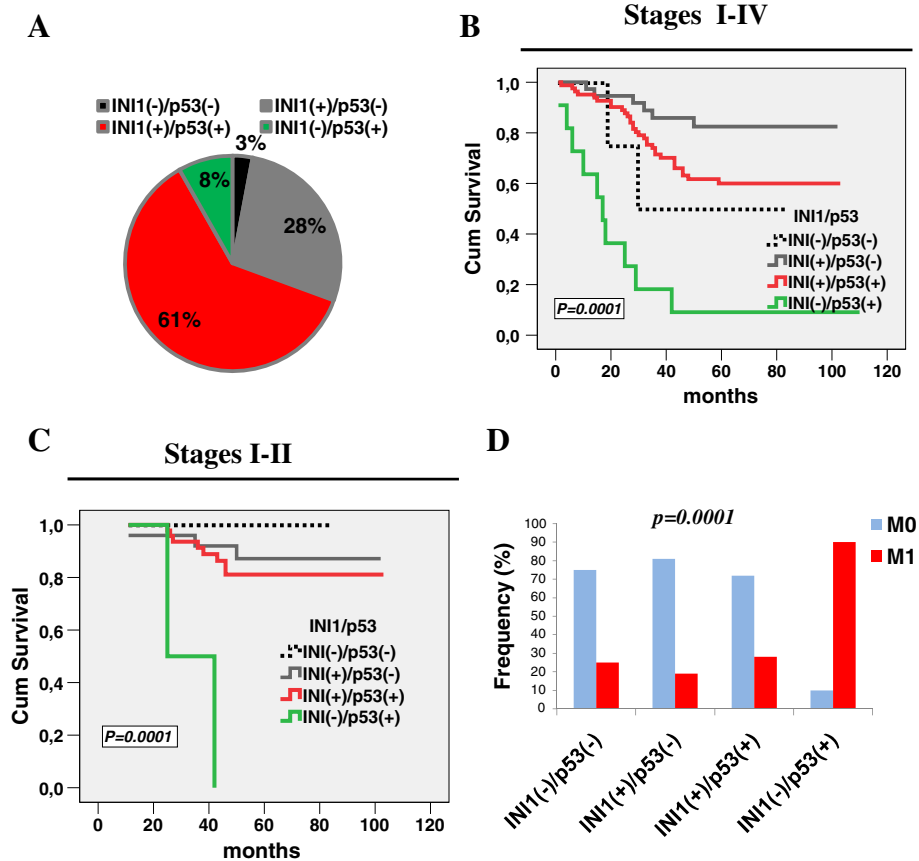 A
INI1(-)/p53(-) INI1(+)/p53(-)
INI1(+)/p53(+) INI1(-)/p53(+)
3%
8%
28%
61%
B
Stages I-IV
Cum Survival
1,0
0,8
0,6
0,4
0,2
0,0
INI1/p53
INI(-)/p53(-)
INI(+)/p53(-)
INI(+)/p53(+)
INI(-)/p53(+)
P=0.0001
0 20 40 60 80 100 120
months
C
Stages I-II
Cum Survival
1,0
0,8
0,6
0,4
0,2
0,0
INI1/p53
INI(-)/p53(-)
INI(+)/p53(-)
INI(+)/p53(+)
INI(-)/p53(+)
P=0.0001
0 20 40 60 80 100 120
months
D
p=0.0001
M0
M1
Frequency (%)
100
90
80
70
60
50
40
30
20
10
0
INI1(-)/p53(-)
INI1(+)/p53(-)
INI1(+)/p53(+)
INI1(-)/p53(+)